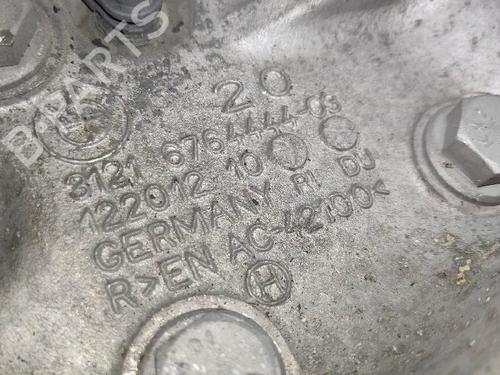 B-PARTS
20
3121 6764444-03
122012 10
GERMANY RI DU
R>EN AC-42100<
H